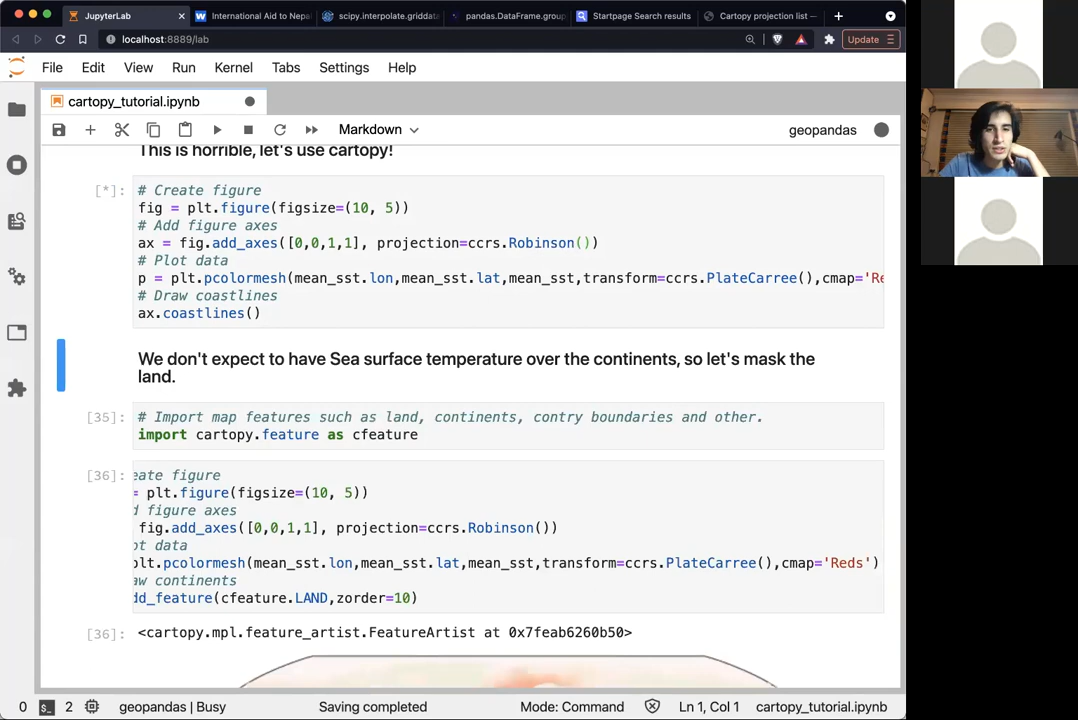 JupyterLab
International Aid to Nepal
scipy.interpolate.griddata
pandas.DataFrame.group
Startpage Search results
Cartopy projection list —
localhost:8889/lab
Update
File Edit View Run Kernel Tabs Settings Help
cartopy_tutorial.ipynb
Markdown
geopandas
This is horrible, let's use cartopy!
[*]:
# Create figure
fig = plt.figure(figsize=(10, 5))
# Add figure axes
ax = fig.add_axes([0,0,1,1], projection=ccrs.Robinson())
# Plot data
p = plt.pcolormesh(mean_sst.lon,mean_sst.lat,mean_sst,transform=ccrs.PlateCarree(),cmap='Re
# Draw coastlines
ax.coastlines()
We don't expect to have Sea surface temperature over the continents, so let's mask the
land.
[35]:
# Import map features such as land, continents, contry boundaries and other.
import cartopy.feature as cfeature
[36]:
eate figure
= plt.figure(figsize=(10, 5))
d figure axes
fig.add_axes([0,0,1,1], projection=ccrs.Robinson())
ot data
plt.pcolormesh(mean_sst.lon,mean_sst.lat,mean_sst,transform=ccrs.PlateCarree(),cmap='Reds')
aw continents
dd_feature(cfeature.LAND,zorder=10)
[36]:
<cartopy.mpl.feature_artist.FeatureArtist at 0x7feab6260b50>
0 2 geopandas | Busy Saving completed Mode: Command Ln 1, Col 1 cartopy_tutorial.ipynb